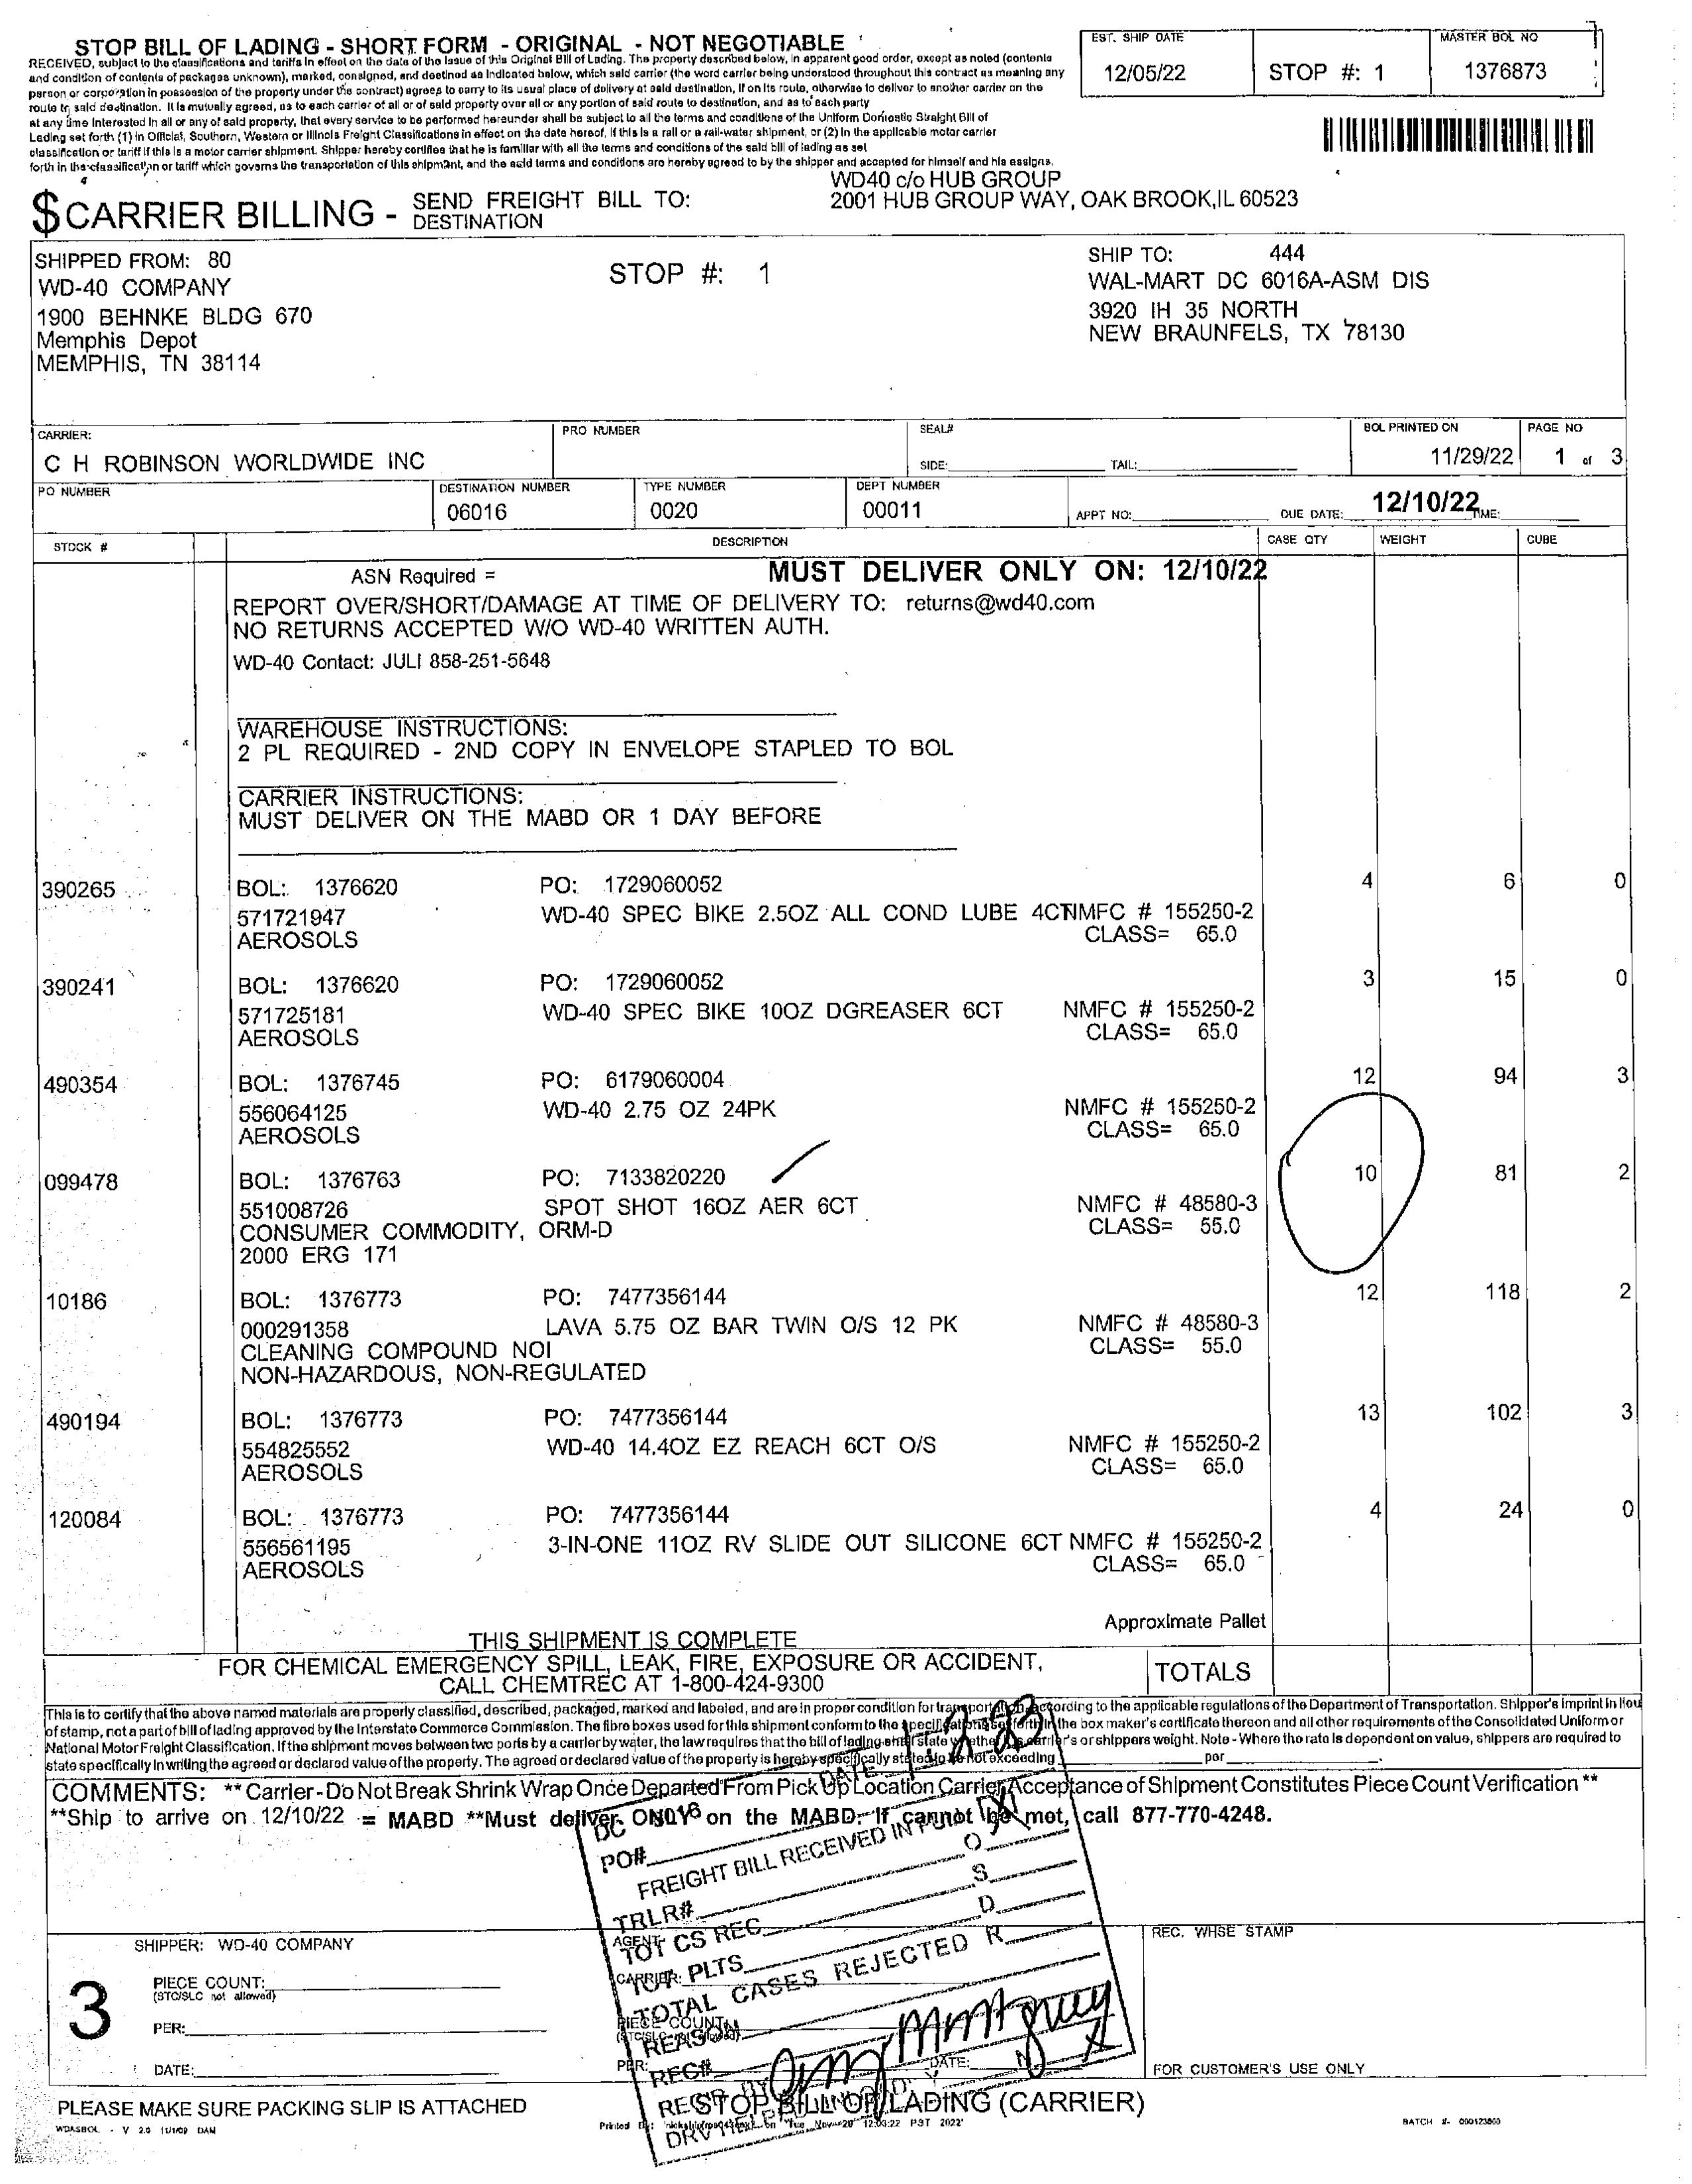 STOP BILL OF LADING - SHORT FORM - ORIGINAL - NOT NEGOTIABLE
RECEIVED, subject to the classifications and tariffs in effect on the date of the issue of this Original Bill of Lading. The property described below, in apparent good order, except as noted (contents
and condition of contents of packages unknown), marked, consigned, and destined as indicated below, which said carrier (the word carrier being understood throughout this contract as meaning any
person or corporation in possession of the property under the contract) agrees to carry to its usual place of delivery at said destination, if on its route, otherwise to deliver to another carrier on the
route to said destination. It is mutually agreed, as to each carrier of all or of said property over all or any portion of said route to destination, and as to each party
at any time interested in all or any of said property, that every service to be performed hereunder shall be subject to all the terms and conditions of the Uniform Domestic Straight Bill of
Lading set forth (1) in Official, Southern, Western or Illinois Freight Classifications in effect on the date hereof, if this is a rail or a rail-water shipment, or (2) in the applicable motor carrier
classification or tariff if this is a motor carrier shipment. Shipper hereby certifies that he is familiar with all the terms and conditions of the said bill of lading as set
forth in the classification or tariff which governs the transportation of this shipment, and the said terms and conditions are hereby agreed to by the shipper and accepted for himself and his assigns.
EST. SHIP DATE
12/05/22
STOP #: 1
MASTER BOL NO
1376873
$CARRIER BILLING - SEND FREIGHT BILL TO:
DESTINATION
WD40 c/o HUB GROUP
2001 HUB GROUP WAY, OAK BROOK,IL 60523
SHIPPED FROM: 80
WD-40 COMPANY
1900 BEHNKE BLDG 670
Memphis Depot
MEMPHIS, TN 38114
STOP #: 1
SHIP TO: 444
WAL-MART DC 6016A-ASM DIS
3920 IH 35 NORTH
NEW BRAUNFELS, TX 78130
CARRIER: PRO NUMBER SEAL# BOL PRINTED ON PAGE NO
C H ROBINSON WORLDWIDE INC SIDE: TAIL: 11/29/22 1 of 3
PO NUMBER DESTINATION NUMBER TYPE NUMBER DEPT NUMBER
06016 0020 00011 APPT NO: DUE DATE: 12/10/22 TIME:
STOCK # DESCRIPTION CASE QTY WEIGHT CUBE
ASN Required = MUST DELIVER ONLY ON: 12/10/22
REPORT OVER/SHORT/DAMAGE AT TIME OF DELIVERY TO: returns@wd40.com
NO RETURNS ACCEPTED W/O WD-40 WRITTEN AUTH.
WD-40 Contact: JULI 858-251-5648
WAREHOUSE INSTRUCTIONS:
2 PL REQUIRED - 2ND COPY IN ENVELOPE STAPLED TO BOL
CARRIER INSTRUCTIONS:
MUST DELIVER ON THE MABD OR 1 DAY BEFORE
390265 BOL: 1376620 PO: 1729060052 4 6 0
571721947 WD-40 SPEC BIKE 2.5OZ ALL COND LUBE 4CTNMFC # 155250-2
AEROSOLS CLASS= 65.0
390241 BOL: 1376620 PO: 1729060052 3 15 0
571725181 WD-40 SPEC BIKE 10OZ DGREASER 6CT NMFC # 155250-2
AEROSOLS CLASS= 65.0
490354 BOL: 1376745 PO: 6179060004 12 94 3
556064125 WD-40 2.75 OZ 24PK NMFC # 155250-2
AEROSOLS CLASS= 65.0
099478 BOL: 1376763 PO: 7133820220 10 81 2
551008726 SPOT SHOT 16OZ AER 6CT NMFC # 48580-3
CONSUMER COMMODITY, ORM-D CLASS= 55.0
2000 ERG 171
10186 BOL: 1376773 PO: 7477356144 12 118 2
000291358 LAVA 5.75 OZ BAR TWIN O/S 12 PK NMFC # 48580-3
CLEANING COMPOUND NOI CLASS= 55.0
NON-HAZARDOUS, NON-REGULATED
490194 BOL: 1376773 PO: 7477356144 13 102 3
554825552 WD-40 14.4OZ EZ REACH 6CT O/S NMFC # 155250-2
AEROSOLS CLASS= 65.0
120084 BOL: 1376773 PO: 7477356144 4 24 0
556561195 3-IN-ONE 11OZ RV SLIDE OUT SILICONE 6CT NMFC # 155250-2
AEROSOLS CLASS= 65.0
Approximate Pallet
THIS SHIPMENT IS COMPLETE
FOR CHEMICAL EMERGENCY SPILL, LEAK, FIRE, EXPOSURE OR ACCIDENT,
CALL CHEMTREC AT 1-800-424-9300
TOTALS
This is to certify that the above named materials are properly classified, described, packaged, marked and labeled, and are in proper condition for transportation according to the applicable regulations of the Department of Transportation. Shipper's imprint in lieu
of stamp, not a part of bill of lading approved by the Interstate Commerce Commission. The fibre boxes used for this shipment conform to the specifications set forth in the box maker's certificate thereon and all other requirements of the Consolidated Uniform or
National Motor Freight Classification. If the shipment moves between two ports by a carrier by water, the law requires that the bill of lading shall state whether it is carrier's or shippers weight. Note - Where the rate is dependent on value, shippers are required to
state specifically in writing the agreed or declared value of the property. The agreed or declared value of the property is hereby specifically stated to be not exceeding per
COMMENTS: ** Carrier - Do Not Break Shrink Wrap Once Departed From Pick Up Location Carrier Acceptance of Shipment Constitutes Piece Count Verification **
**Ship to arrive on 12/10/22 = MABD **Must deliver ONLY on the MABD. If cannot be met, call 877-770-4248.
DATE
DC
PO#
FREIGHT BILL RECEIVED IN
O
TRLR# S
TOT CS REC D
PLTS
TOTAL CASES REJECTED R
REASON
REC#
SHIPPER: WD-40 COMPANY
3
PIECE COUNT:
(STC/SLC not allowed)
PER:
DATE:
AGENT:
CARRIER:
PIECE COUNT:
PER: DATE:
REC. WHSE STAMP
FOR CUSTOMER'S USE ONLY
PLEASE MAKE SURE PACKING SLIP IS ATTACHED
STOP BILL OF LADING (CARRIER)
12:03:22 PST 2022